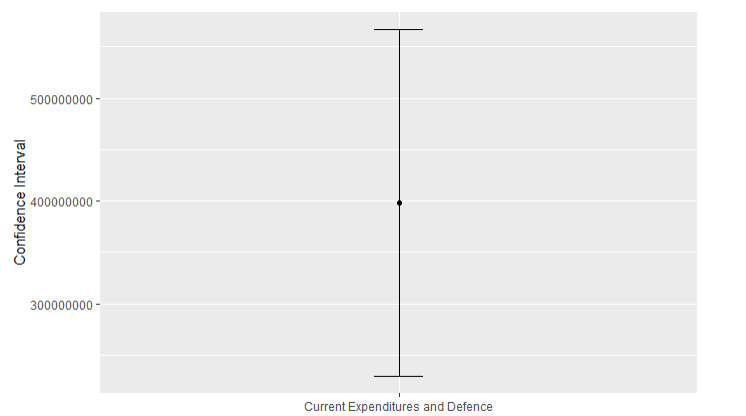 Confidence Interval
500000000
400000000
300000000
Current Expenditures and Defence